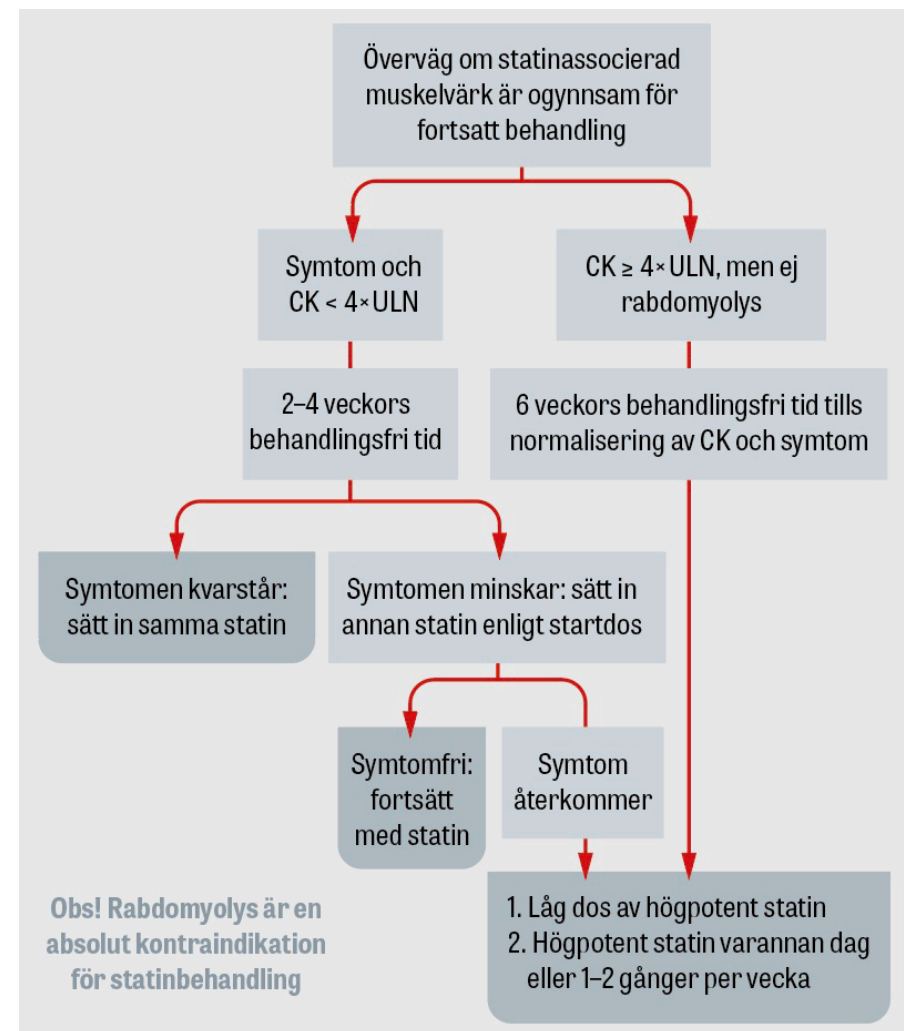 Överväg om statinassocierad
muskelvärk är ogynnsam för
fortsatt behandling
Symtom och
CK < 4×ULN
CK ≥ 4×ULN, men ej
rabdomyolys
2–4 veckors
behandlingsfri tid
6 veckors behandlingsfri tid tills
normalisering av CK och symtom
Symtomen kvarstår:
sätt in samma statin
Symtomen minskar: sätt in
annan statin enligt startdos
Symtomfri:
fortsätt
med statin
Symtom
återkommer
Obs! Rabdomyolys är en
absolut kontraindikation
för statinbehandling
1. Låg dos av högpotent statin
2. Högpotent statin varannan dag
eller 1–2 gånger per vecka